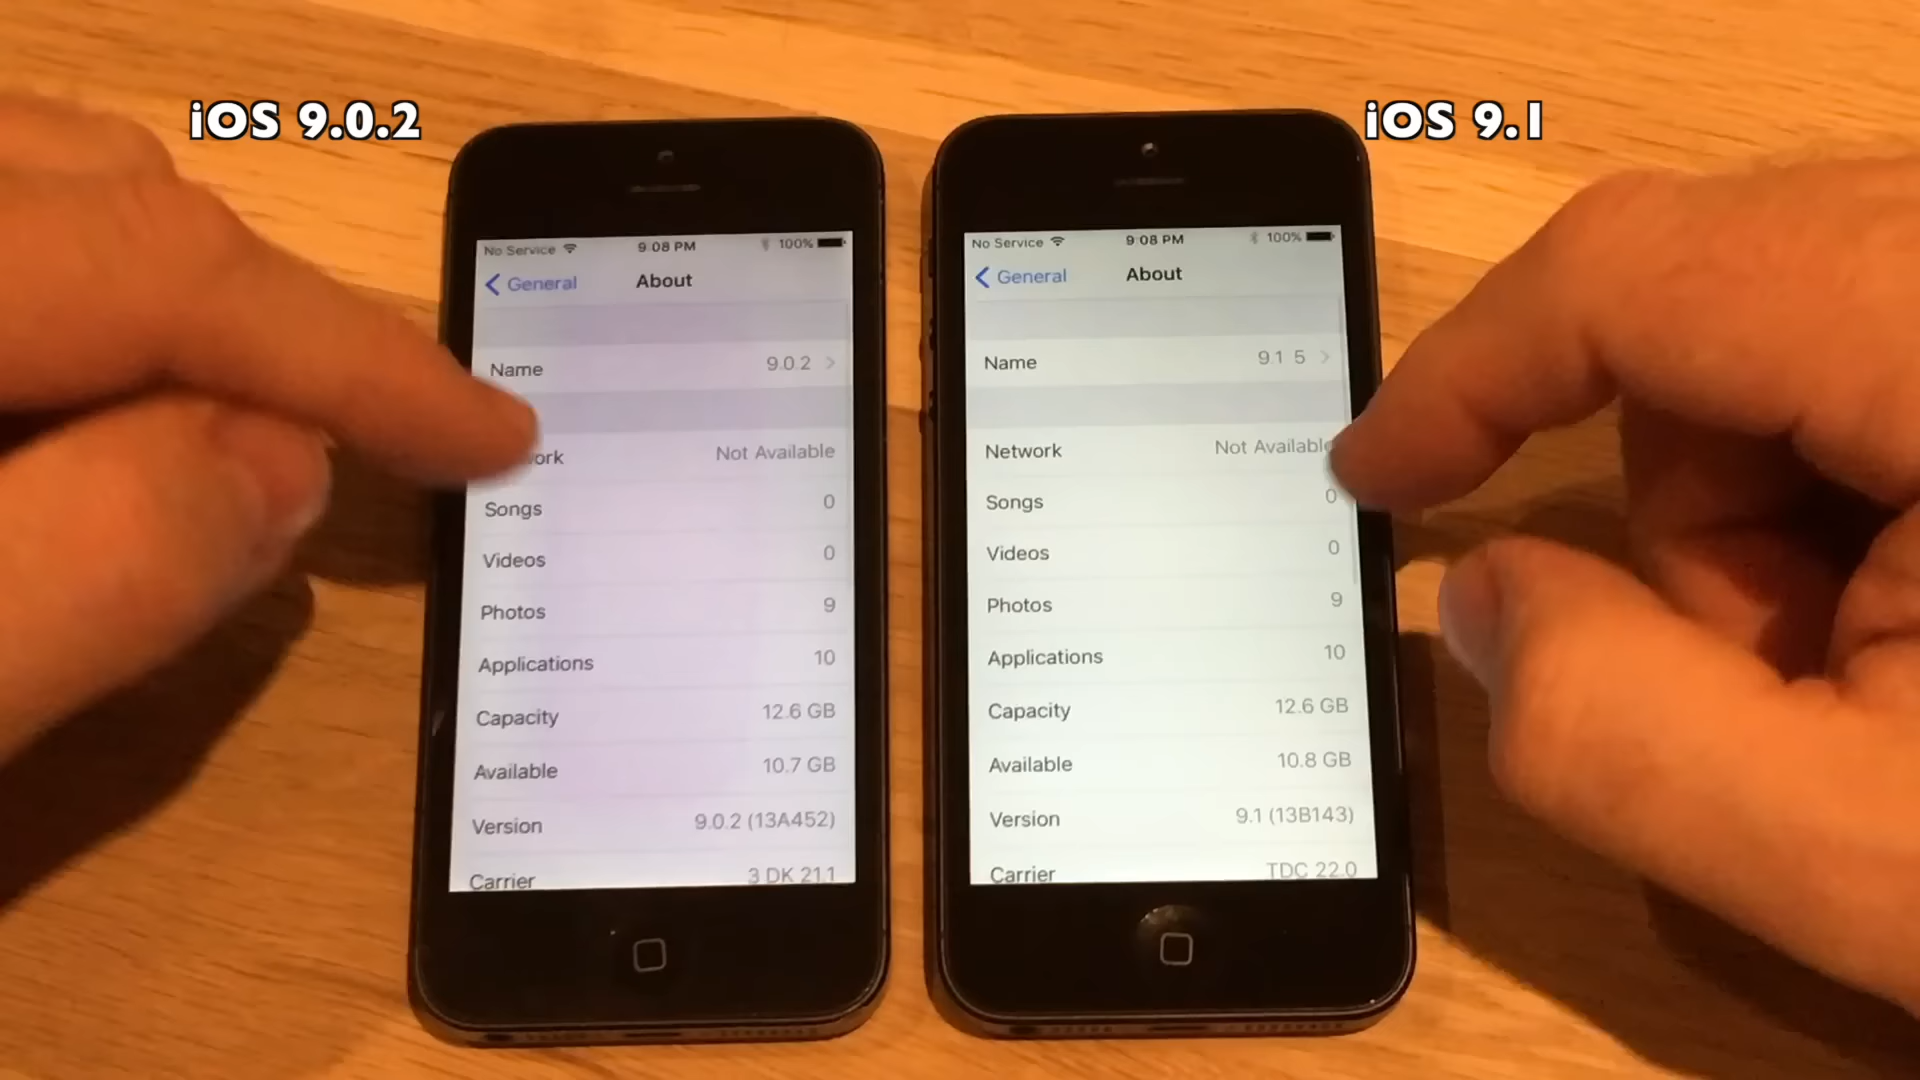 iOS 9.0.2
iOS 9.1
No Service 9:08 PM 100%
General About
Name 9.0.2
ork Not Available
Songs 0
Videos 0
Photos 9
Applications 10
Capacity 12.6 GB
Available 10.7 GB
Version 9.0.2 (13A452)
Carrier 3 DK 21.1
No Service 9:08 PM 100%
General About
Name 9 1 5
Network Not Available
Songs 0
Videos 0
Photos 9
Applications 10
Capacity 12.6 GB
Available 10.8 GB
Version 9.1 (13B143)
Carrier TDC 22.0